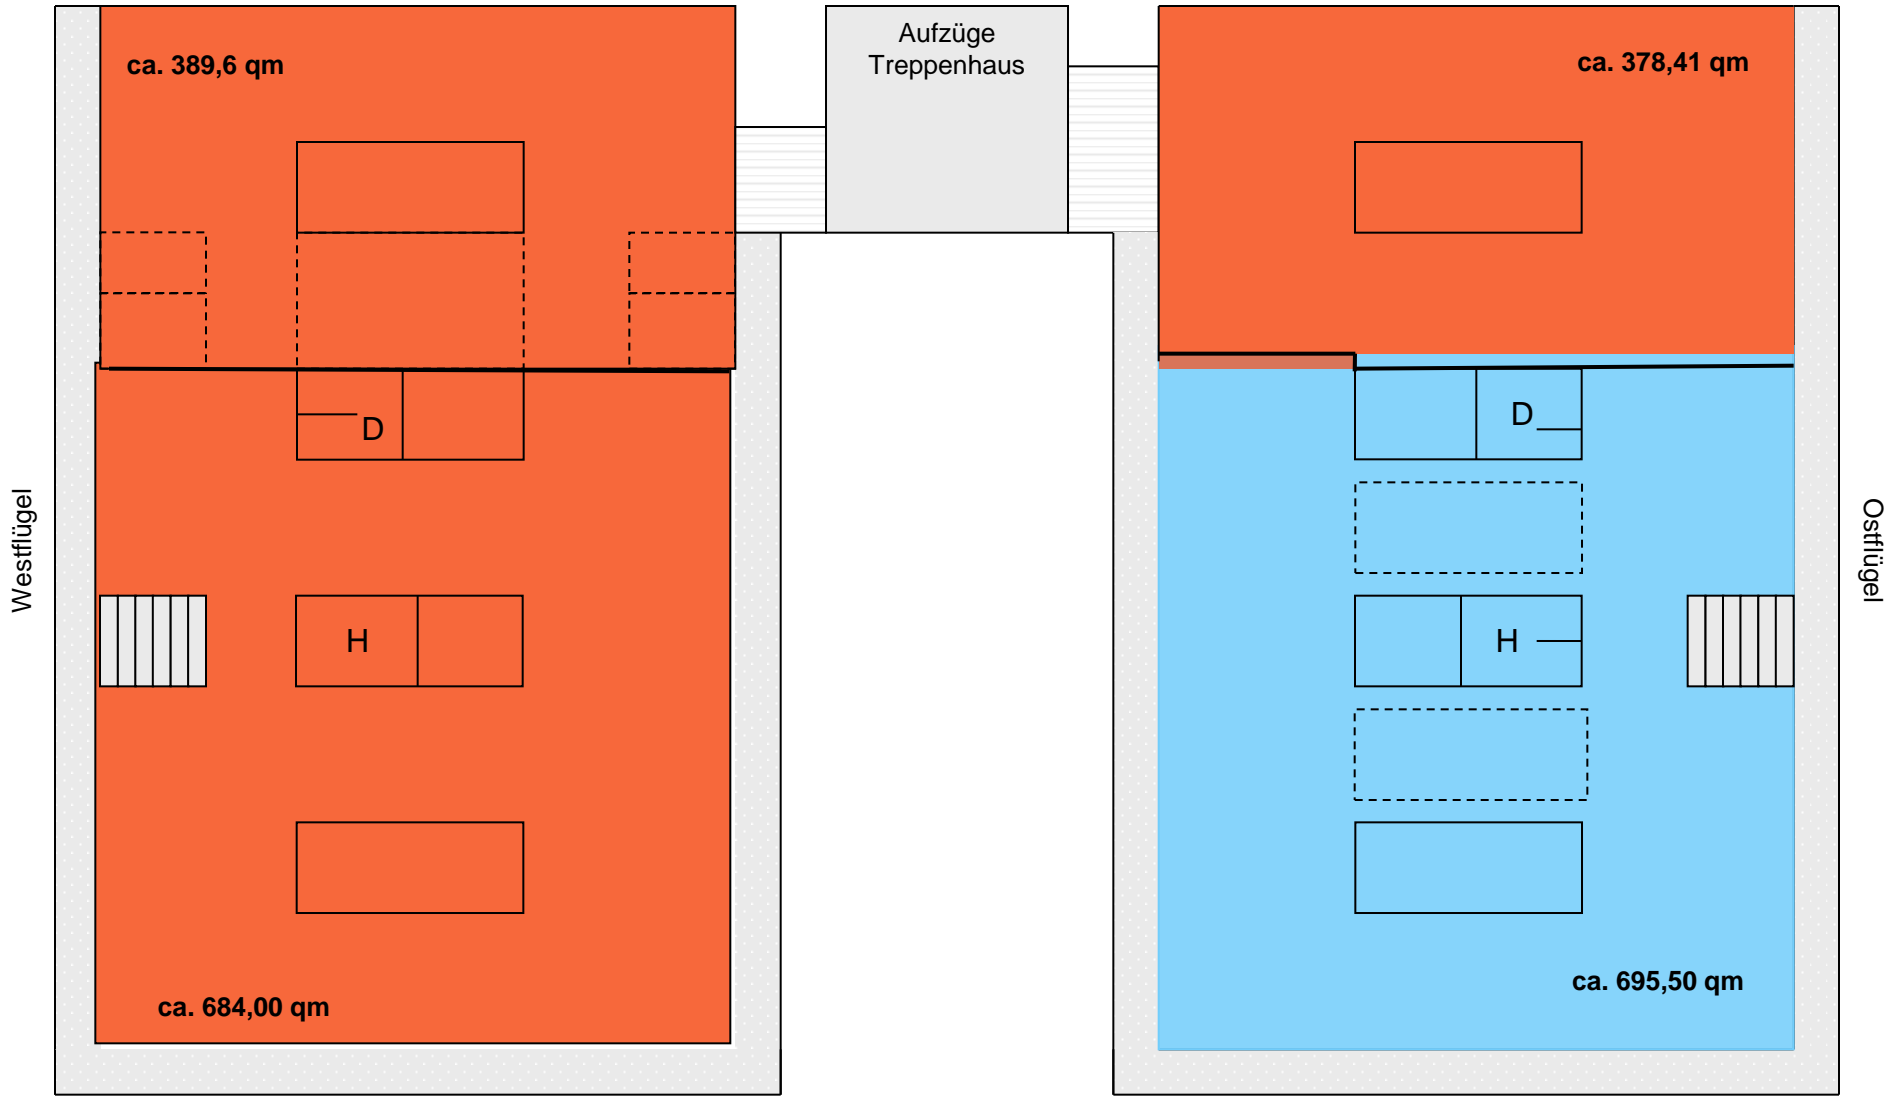 Aufzüge
Treppenhaus
ca. 389,6 qm
ca. 378,41 qm
D
D
Westflügel
Ostflügel
H
H
ca. 695,50 qm
ca. 684,00 qm